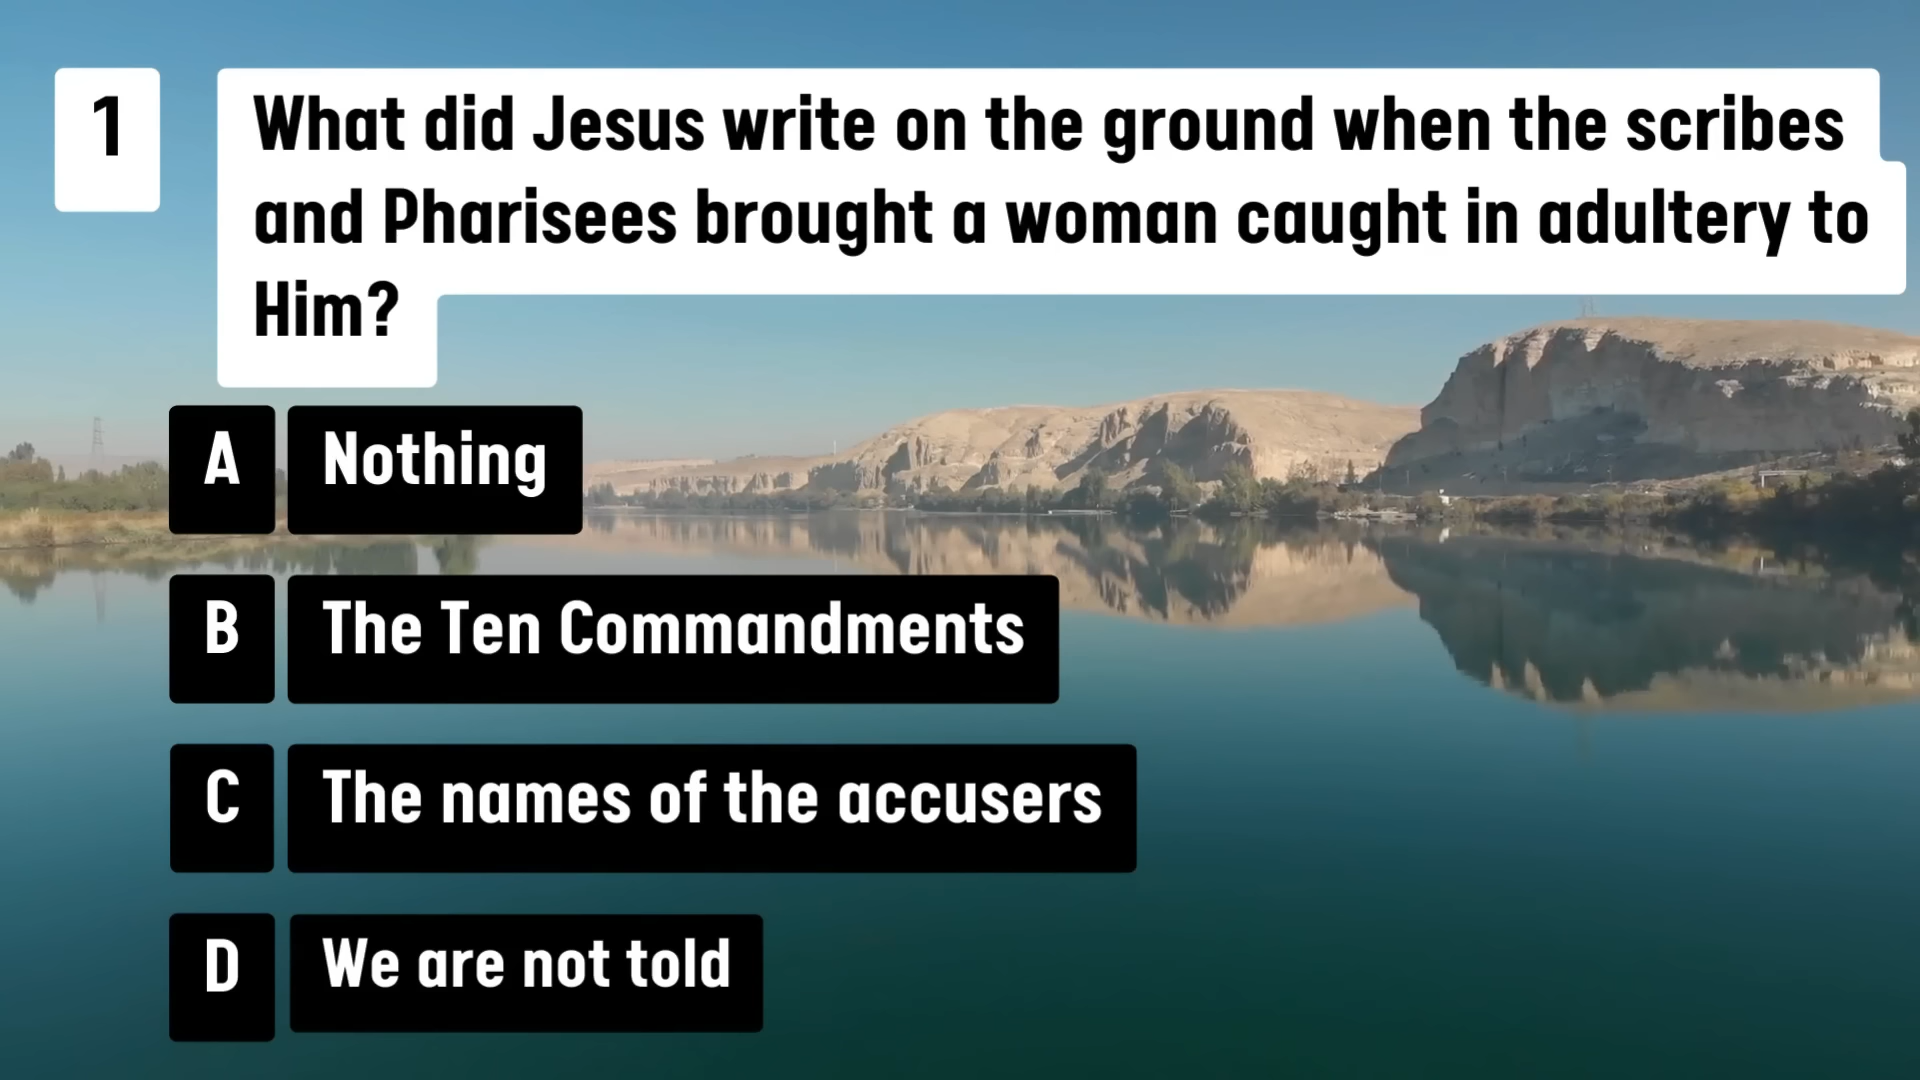 1
What did Jesus write on the ground when the scribes
and Pharisees brought a woman caught in adultery to
Him?
A Nothing
B The Ten Commandments
C The names of the accusers
D We are not told